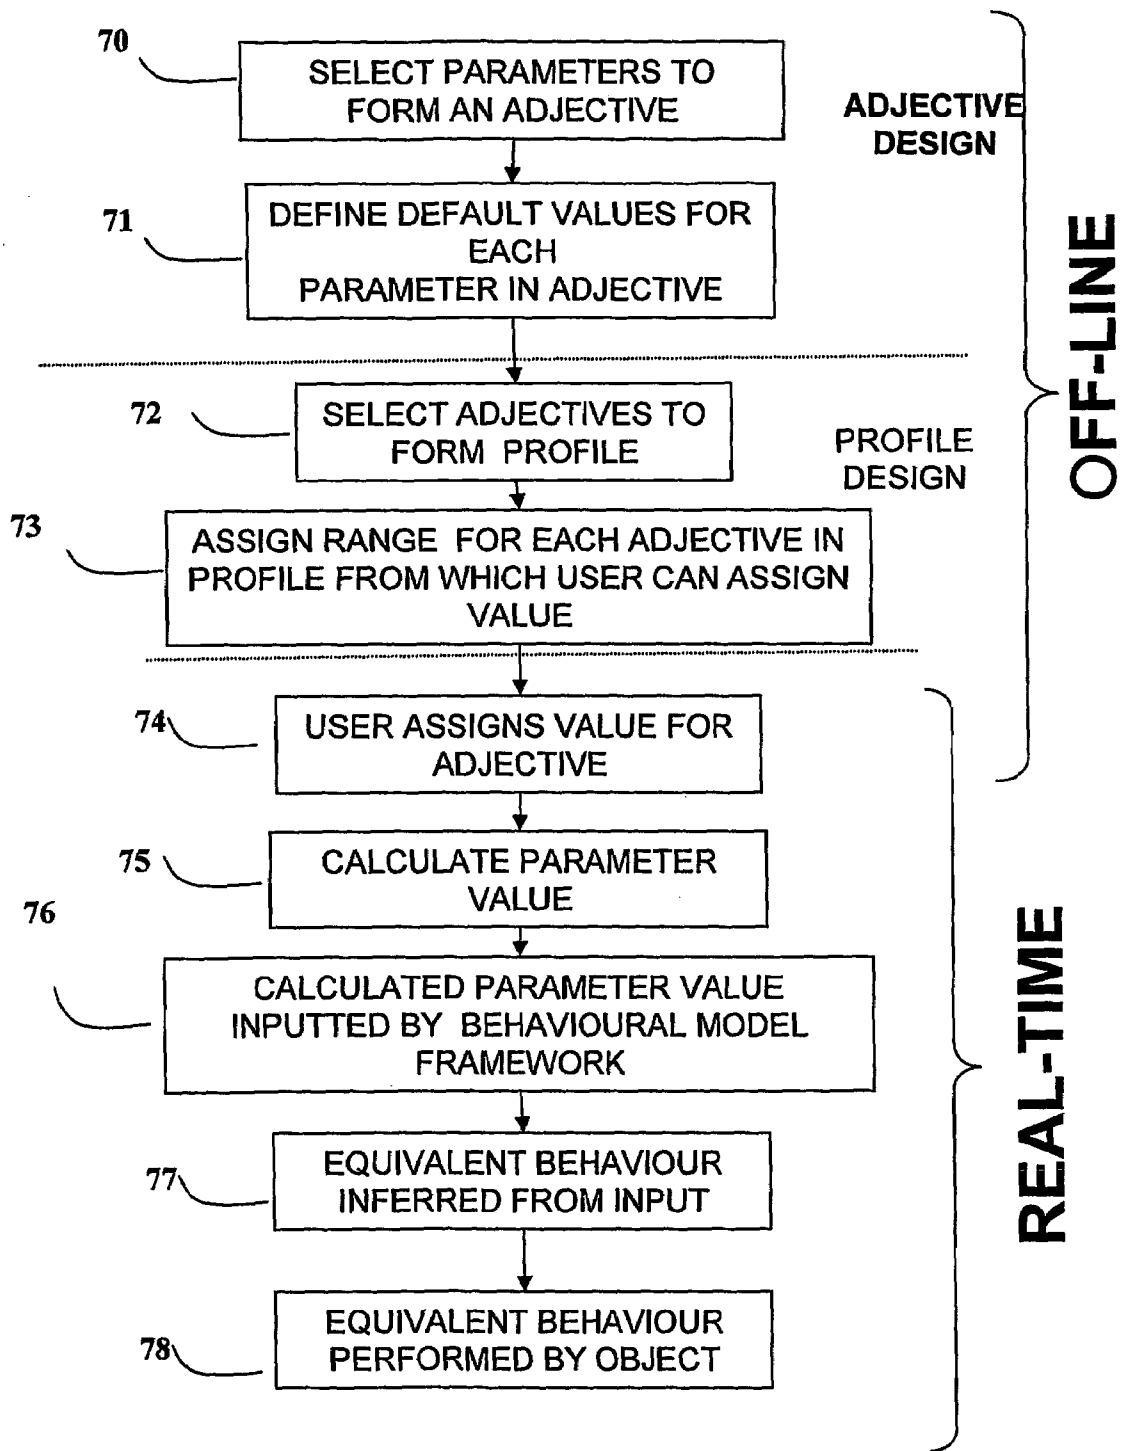 70
SELECT PARAMETERS TO
FORM AN ADJECTIVE
ADJECTIVE
DESIGN
71
DEFINE DEFAULT VALUES FOR
EACH
PARAMETER IN ADJECTIVE
OFF-LINE
72
SELECT ADJECTIVES TO
FORM PROFILE
PROFILE
DESIGN
73
ASSIGN RANGE FOR EACH ADJECTIVE IN
PROFILE FROM WHICH USER CAN ASSIGN
VALUE
74
USER ASSIGNS VALUE FOR
ADJECTIVE
75
CALCULATE PARAMETER
VALUE
76
CALCULATED PARAMETER VALUE
INPUTTED BY BEHAVIOURAL MODEL
FRAMEWORK
REAL-TIME
77
EQUIVALENT BEHAVIOUR
INFERRED FROM INPUT
78
EQUIVALENT BEHAVIOUR
PERFORMED BY OBJECT